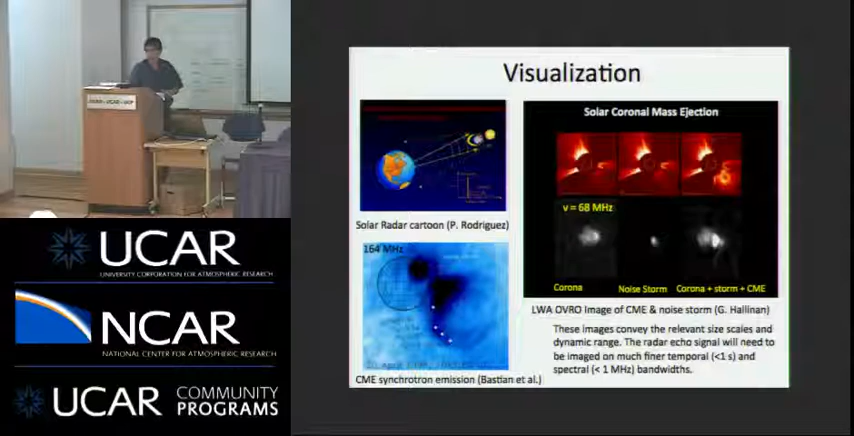 Visualization
Solar Coronal Mass Ejection
ν = 68 MHz
Corona
Noise Storm
Corona + storm + CME
Solar Radar cartoon (P. Rodriguez)
164 MHz
CME synchrotron emission (Bastian et al.)
LWA OVRO Image of CME & noise storm (G. Hallinan)
These images convey the relevant size scales and
dynamic range. The radar echo signal will need to
be imaged on much finer temporal (<1 s) and
spectral (< 1 MHz) bandwidths.
UCAR
UNIVERSITY CORPORATION FOR ATMOSPHERIC RESEARCH
NCAR
NATIONAL CENTER FOR ATMOSPHERIC RESEARCH
UCAR COMMUNITY
PROGRAMS